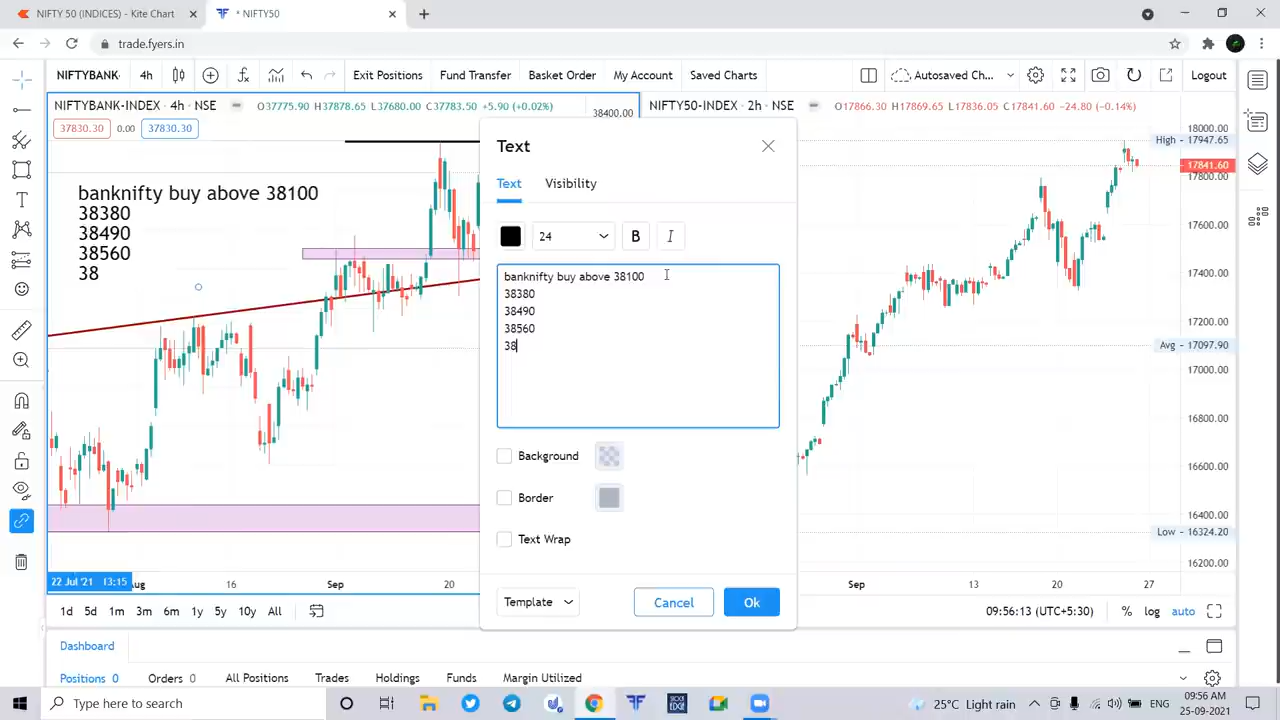 NIFTY 50 (INDICES) - Kite Chart
NIFTY50
trade.fyers.in
NIFTYBANK-
4h
Exit Positions
Fund Transfer
Basket Order
My Account
Saved Charts
Autosaved Ch...
Logout
NIFTYBANK-INDEX · 4h · NSE
O37775.90 H37878.65 L37680.00 C37783.50 +5.90 (+0.02%)
38400.00
NIFTY50-INDEX · 2h · NSE
O17866.30 H17869.65 L17836.05 C17841.60 -24.80 (-0.14%)
37830.30
0.00
37830.30
banknifty buy above 38100
38380
38490
38560
38
Text
Text
Visibility
24
B
I
banknifty buy above 38100
38380
38490
38560
38
Background
Border
Text Wrap
Template
Cancel
Ok
18000.00
High - 17947.65
17841.60
17800.00
17600.00
17400.00
17200.00
Avg - 17097.90
17000.00
16800.00
16600.00
16400.00
Low - 16324.20
16200.00
22 Jul '21 13:15
Aug
16
Sep
20
Sep
13
20
27
1d
5d
1m
3m
6m
1y
5y
10y
All
09:56:13 (UTC+5:30)
%
log
auto
Dashboard
Positions 0
Orders 0
All Positions
Trades
Holdings
Funds
Margin Utilized
Type here to search
25°C Light rain
ENG
09:56 AM
25-09-2021